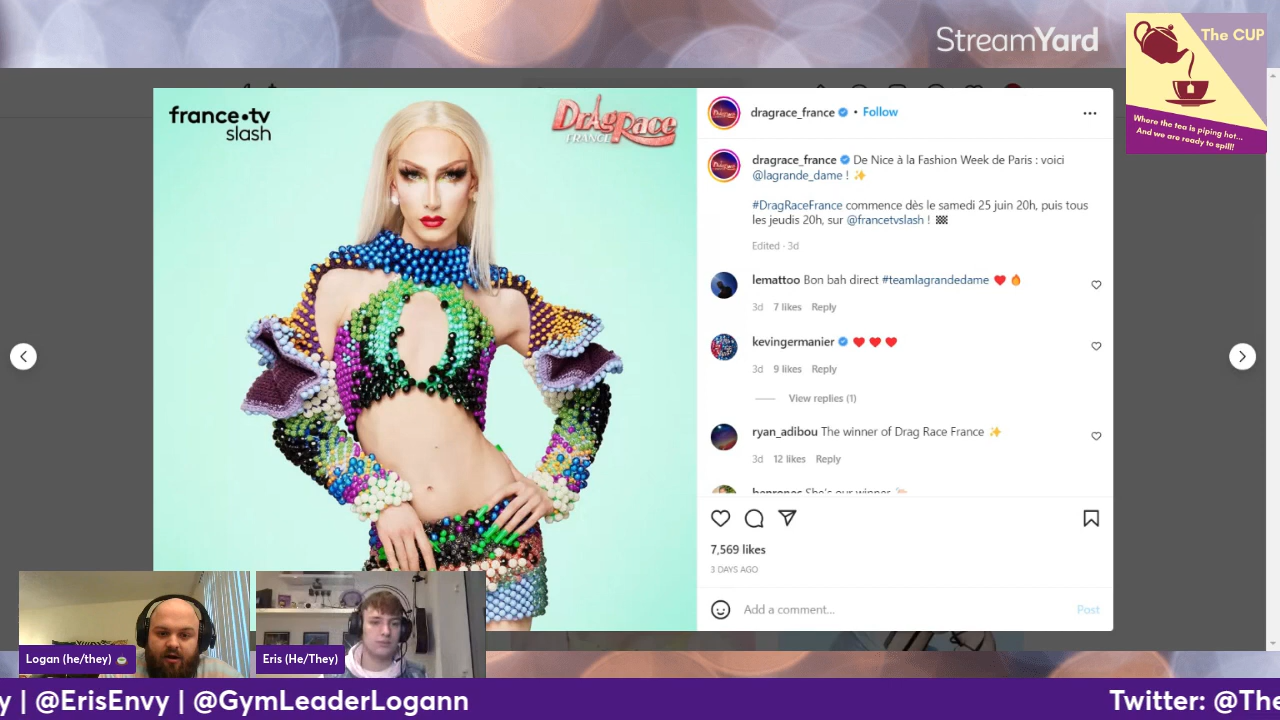 StreamYard
The CUP
Where the tea is piping hot...
And we are ready to spill!
france•tv
slash
Drag Race
FRANCE
dragrace_france • Follow
dragrace_france De Nice à la Fashion Week de Paris : voici
@lagrande_dame ! ✨
#DragRaceFrance commence dès le samedi 25 juin 20h, puis tous
les jeudis 20h, sur @francetvslash ! 🏁
Edited · 3d
lemattoo Bon bah direct #teamlagrandedame ♥️ 🔥
3d 7 likes Reply
kevingermanier ♥️ ♥️ ♥️
3d 9 likes Reply
View replies (1)
ryan_adibou The winner of Drag Race France ✨
3d 12 likes Reply
She's our winner
7,569 likes
3 DAYS AGO
Add a comment...
Post
Logan (he/they)
Eris (He/They)
y | @ErisEnvy | @GymLeaderLogann
Twitter: @The